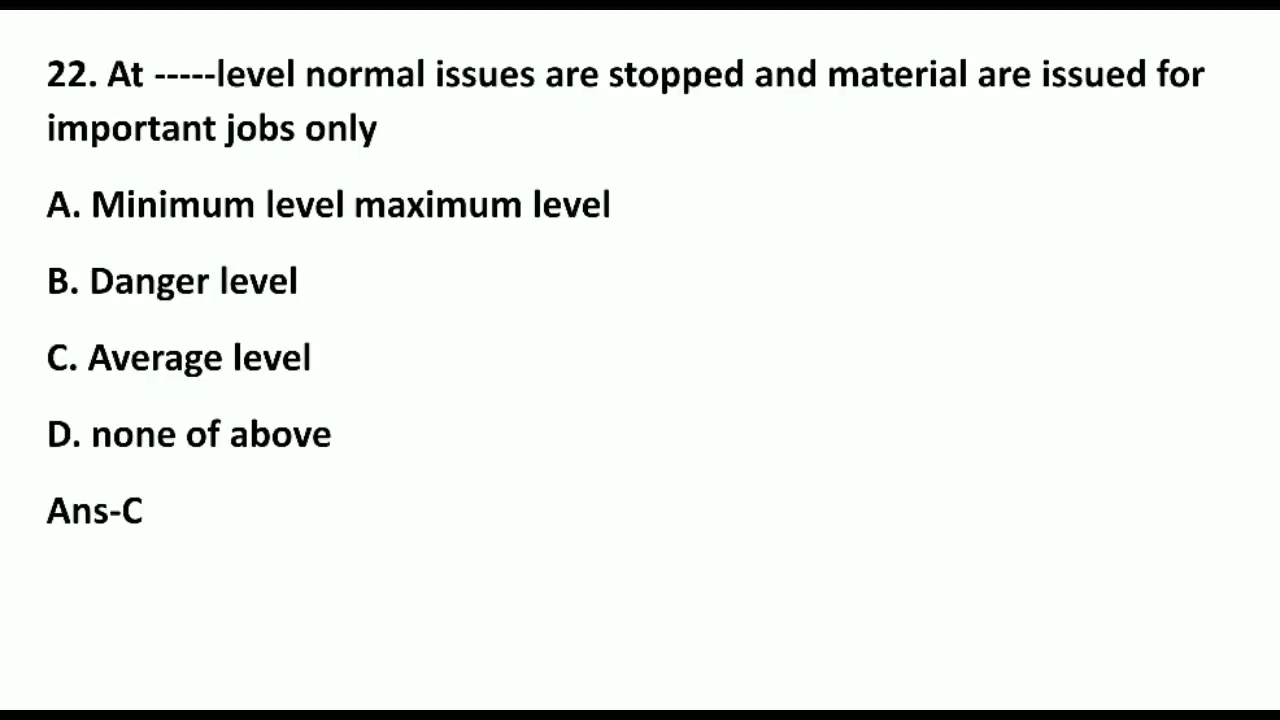 22. At -----level normal issues are stopped and material are issued for
important jobs only
A. Minimum level maximum level
B. Danger level
C. Average level
D. none of above
Ans-C